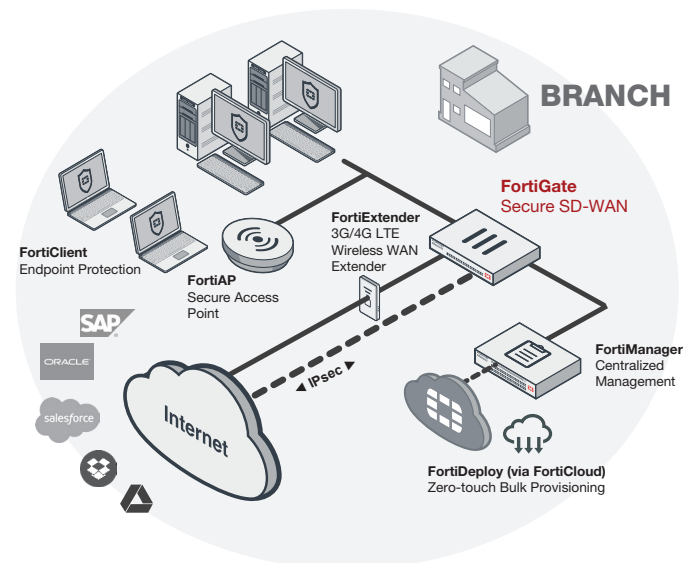 BRANCH
FortiGate
Secure SD-WAN
FortiExtender
3G/4G LTE
Wireless WAN
Extender
FortiClient
Endpoint Protection
FortiAP
Secure Access
Point
SAP
ORACLE
salesforce
Internet
◄ IPsec ►
FortiManager
Centralized
Management
FortiDeploy (via FortiCloud)
Zero-touch Bulk Provisioning